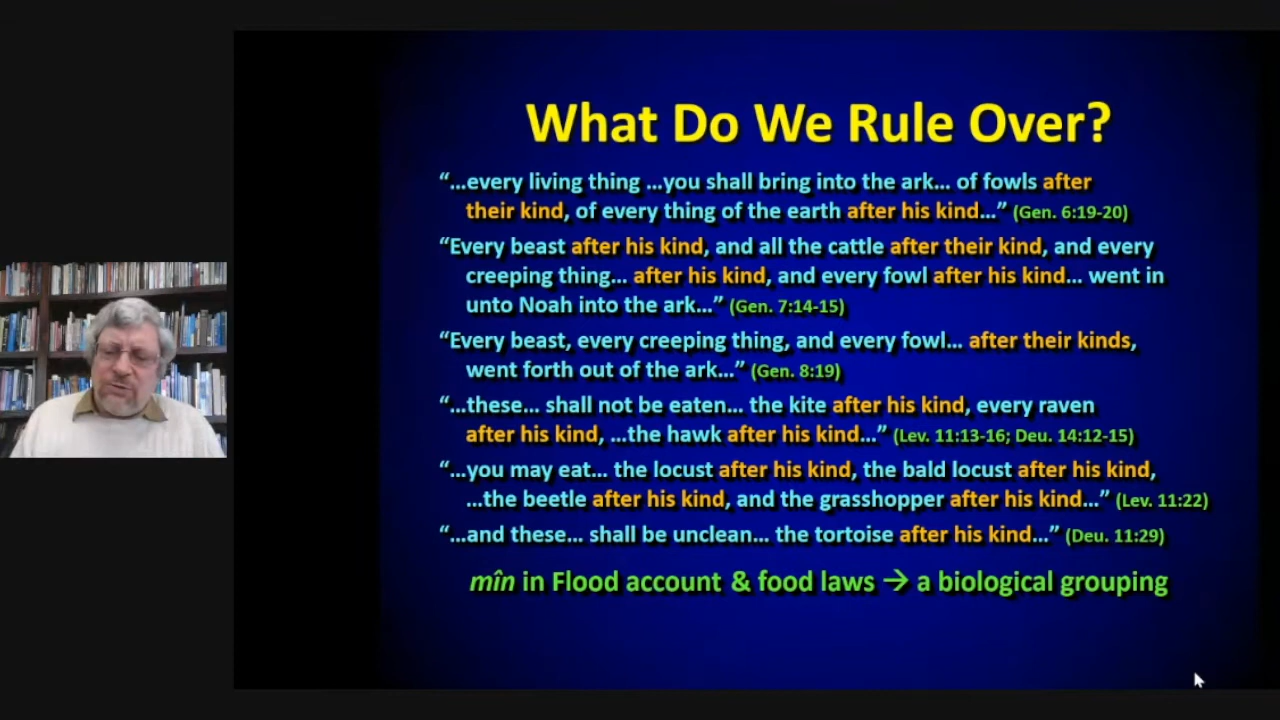 What Do We Rule Over?
“...every living thing ...you shall bring into the ark... of fowls after
their kind, of every thing of the earth after his kind...” (Gen. 6:19-20)
“Every beast after his kind, and all the cattle after their kind, and every
creeping thing... after his kind, and every fowl after his kind... went in
unto Noah into the ark...” (Gen. 7:14-15)
“Every beast, every creeping thing, and every fowl... after their kinds,
went forth out of the ark...” (Gen. 8:19)
“...these... shall not be eaten... the kite after his kind, every raven
after his kind, ...the hawk after his kind...” (Lev. 11:13-16; Deu. 14:12-15)
“...you may eat... the locust after his kind, the bald locust after his kind,
...the beetle after his kind, and the grasshopper after his kind...” (Lev. 11:22)
“...and these... shall be unclean... the tortoise after his kind...” (Deu. 11:29)
mîn in Flood account & food laws → a biological grouping